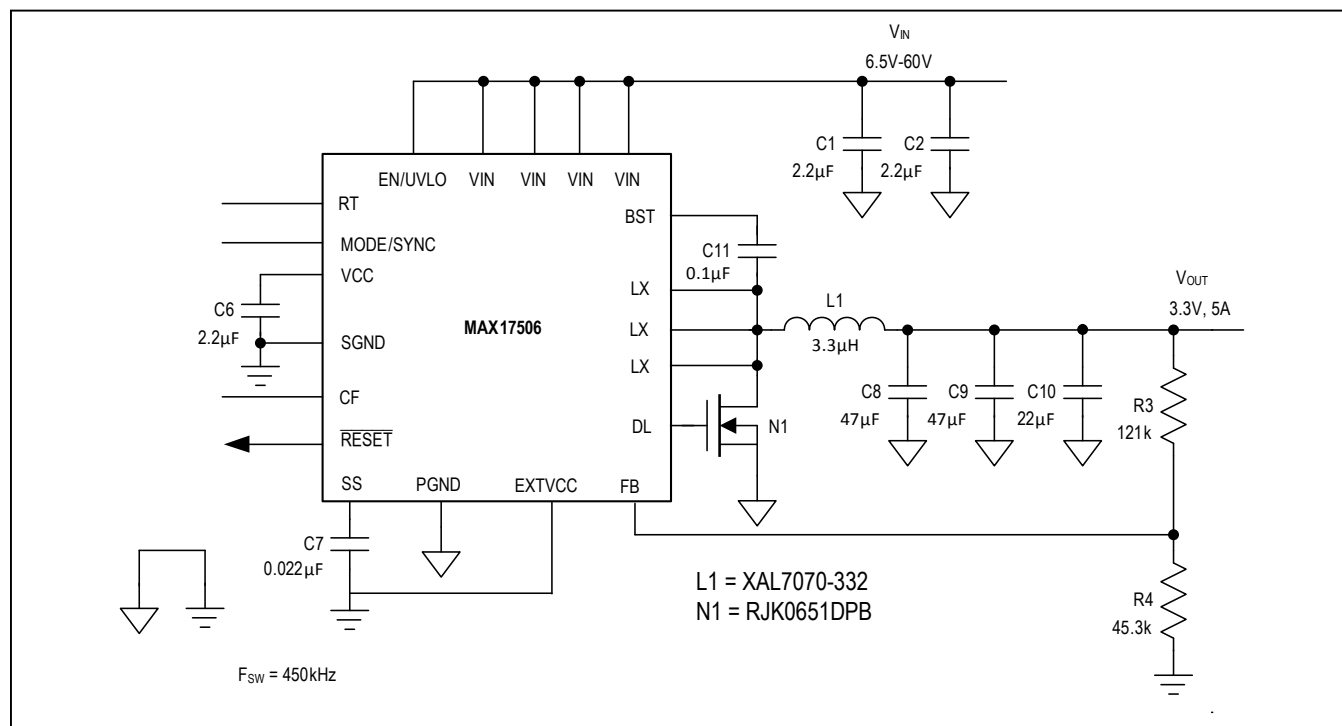 VIN
6.5V-60V
C1
2.2µF
C2
2.2µF
EN/UVLO VIN VIN VIN VIN
RT
MODE/SYNC
VCC
C6
2.2µF
SGND
CF
RESET
MAX17506
BST
C11
0.1µF
LX
LX
LX
DL
N1
L1
3.3µH
VOUT
3.3V, 5A
C8
47µF
C9
47µF
C10
22µF
R3
121k
SS PGND EXTVCC FB
C7
0.022µF
L1 = XAL7070-332
N1 = RJK0651DPB
R4
45.3k
FSW = 450kHz